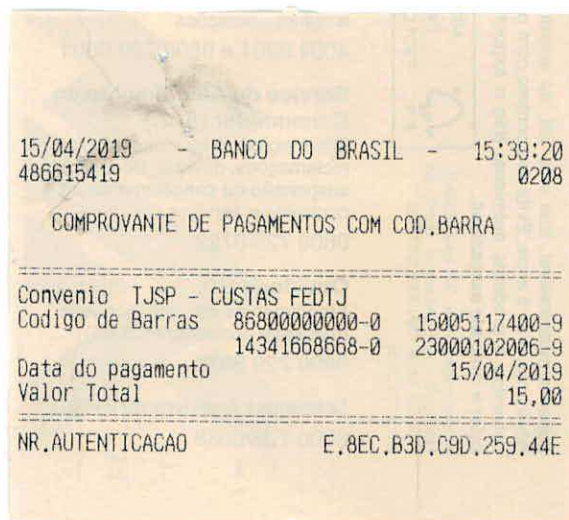 15/04/2019 - BANCO DO BRASIL - 15:39:20
486615419 0208
COMPROVANTE DE PAGAMENTOS COM COD.BARRA
================================================
Convenio TJSP - CUSTAS FEDTJ
Codigo de Barras 86800000000-0 15005117400-9
14341668668-0 23000102006-9
Data do pagamento 15/04/2019
Valor Total 15,00
================================================
NR.AUTENTICACAO E.8EC.B3D.C9D.259.44E